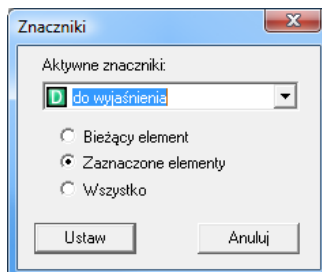 Znaczniki
Aktywne znaczniki:
D do wyjaśnienia
Bieżący element
Zaznaczone elementy
Wszystko
Ustaw Anuluj